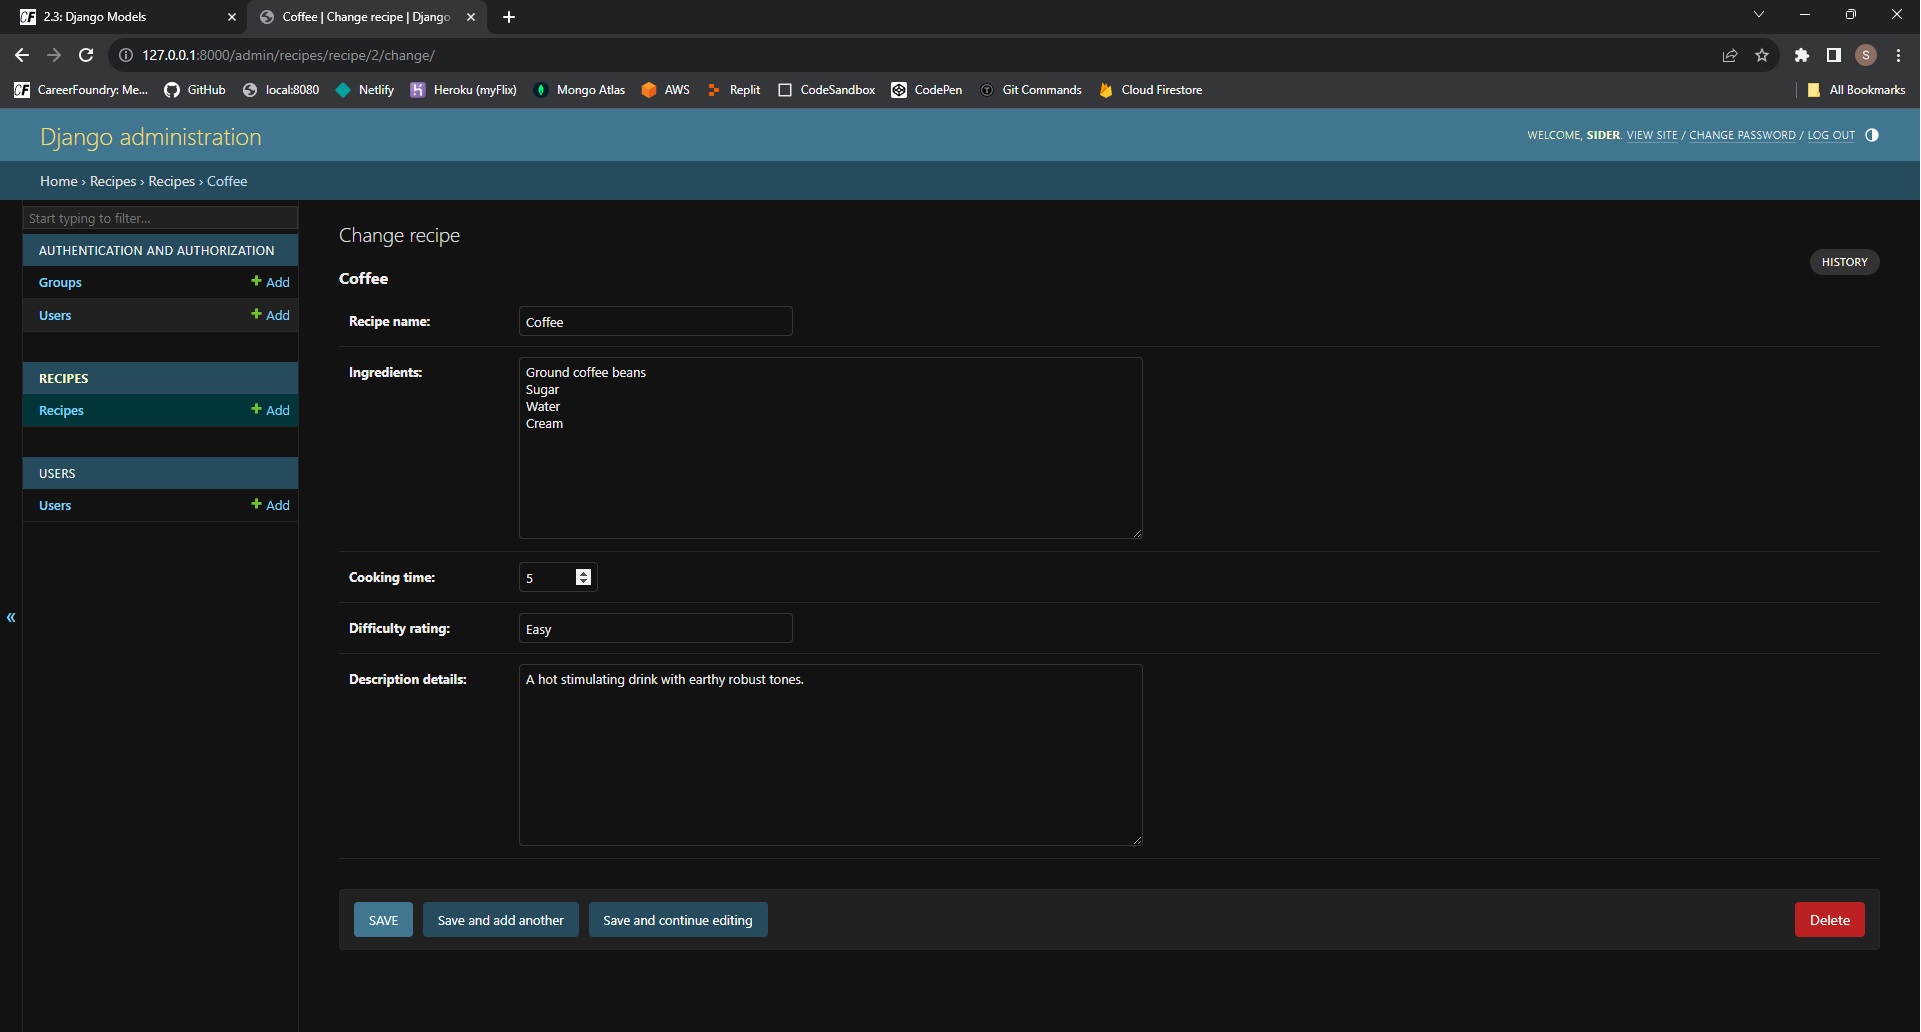 CF 2.3: Django Models
Coffee | Change recipe | Django
127.0.0.1:8000/admin/recipes/recipe/2/change/
S
CF CareerFoundry: Me... GitHub local:8080 Netlify Heroku (myFlix) Mongo Atlas AWS Replit CodeSandbox CodePen Git Commands Cloud Firestore All Bookmarks
Django administration
WELCOME, SIDER. VIEW SITE / CHANGE PASSWORD / LOG OUT
Home › Recipes › Recipes › Coffee
Start typing to filter...
AUTHENTICATION AND AUTHORIZATION
Groups + Add
Users + Add
RECIPES
Recipes + Add
USERS
Users + Add
«
Change recipe
HISTORY
Coffee
Recipe name: Coffee
Ingredients: Ground coffee beans
Sugar
Water
Cream
Cooking time: 5
Difficulty rating: Easy
Description details: A hot stimulating drink with earthy robust tones.
SAVE Save and add another Save and continue editing Delete